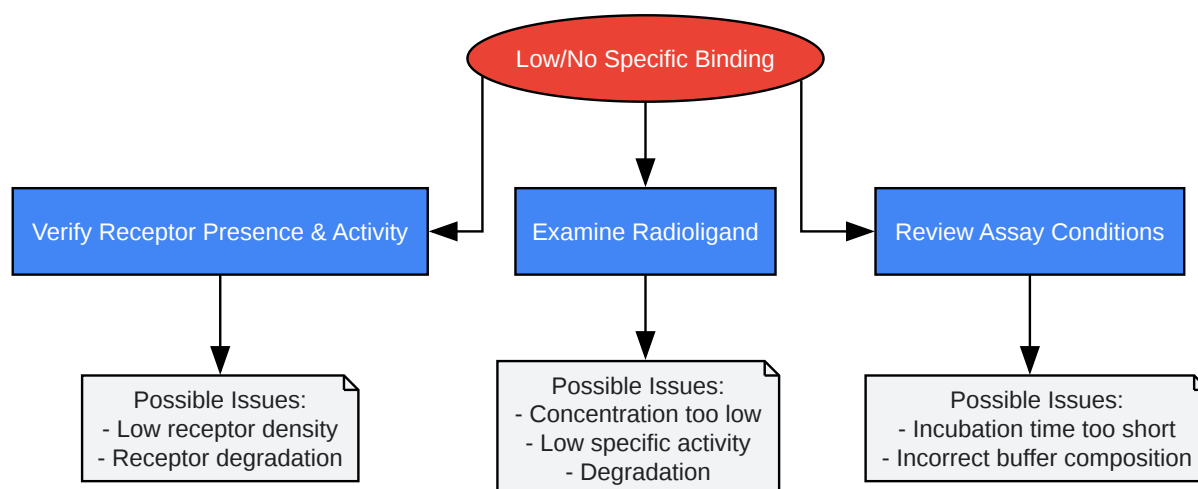 Low/No Specific Binding
Verify Receptor Presence & Activity
Examine Radioligand
Review Assay Conditions
Possible Issues:
- Low receptor density
- Receptor degradation
Possible Issues:
- Concentration too low
- Low specific activity
- Degradation
Possible Issues:
- Incubation time too short
- Incorrect buffer composition